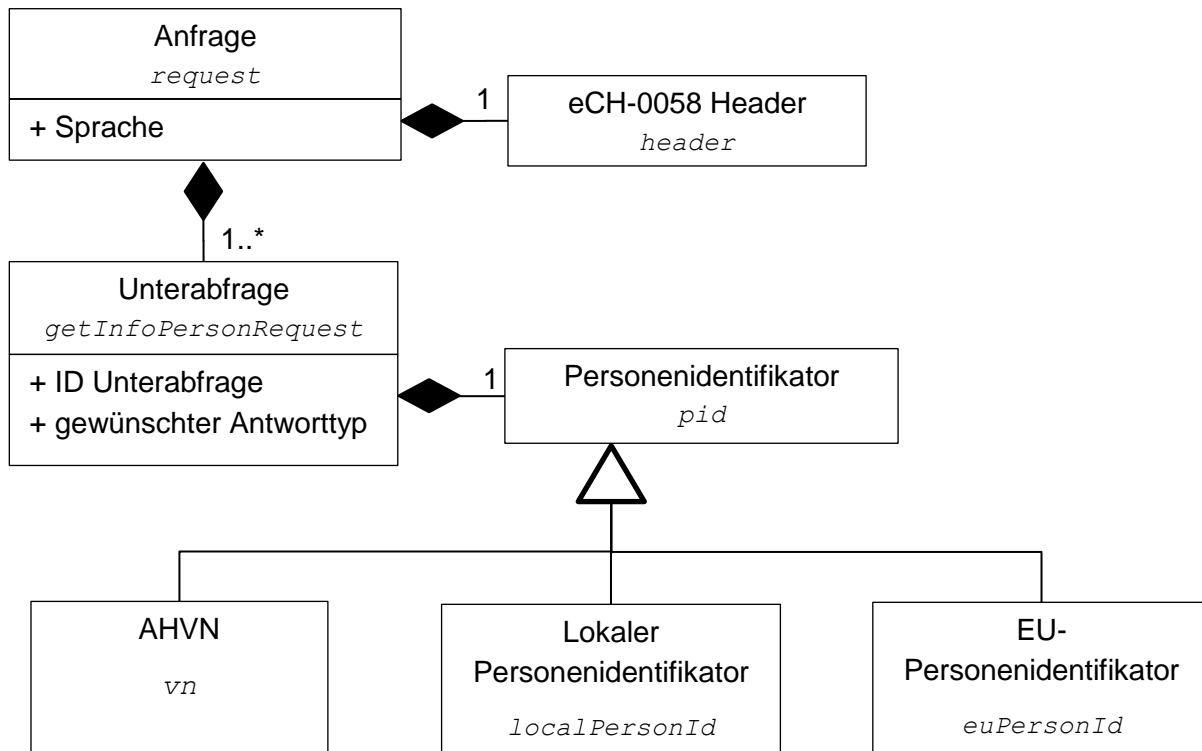 Anfrage
request
+ Sprache
1
eCH-0058 Header
header
1..*
Unterabfrage
getInfoPersonRequest
+ ID Unterabfrage
+ gewünschter Antworttyp
1
Personenidentifikator
pid
AHVN
vn
Lokaler
Personenidentifikator
localPersonId
EU-
Personenidentifikator
euPersonId